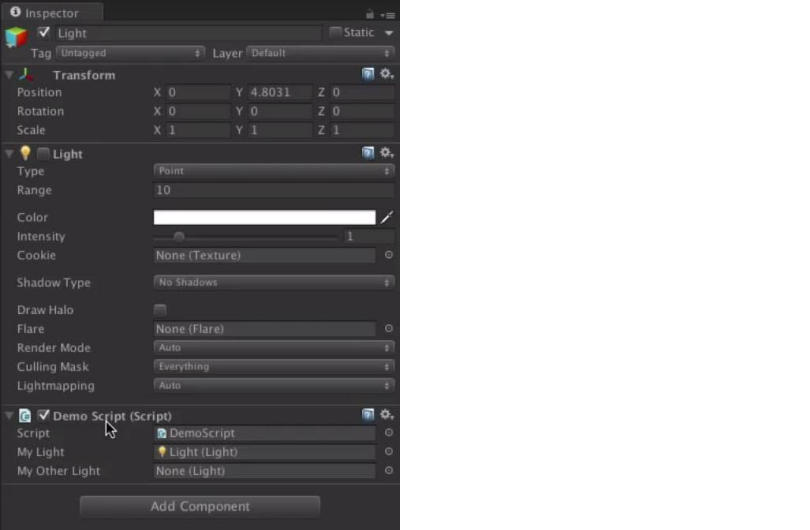 Inspector
Light Static
Tag Untagged Layer Default
Transform
Position X 0 Y 4.8031 Z 0
Rotation X 0 Y 0 Z 0
Scale X 1 Y 1 Z 1
Light
Type Point
Range 10
Color
Intensity 1
Cookie None (Texture)
Shadow Type No Shadows
Draw Halo
Flare None (Flare)
Render Mode Auto
Culling Mask Everything
Lightmapping Auto
Demo Script (Script)
Script DemoScript
My Light Light (Light)
My Other Light None (Light)
Add Component